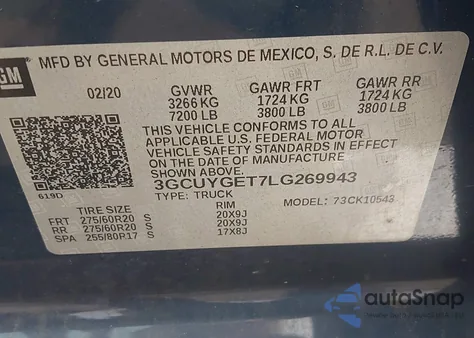 GM
MFD BY GENERAL MOTORS DE MEXICO, S. DE R.L. DE C.V.
02/20 GVWR GAWR FRT GAWR RR
3266 KG 1724 KG 1724 KG
7200 LB 3800 LB 3800 LB
THIS VEHICLE CONFORMS TO ALL
APPLICABLE U.S. FEDERAL MOTOR
VEHICLE SAFETY STANDARDS IN EFFECT
ON THE DATE OF MANUFACTURE SHOWN ABOVE.
3GCUYGET7LG269943
619D
TYPE: TRUCK MODEL: 73CK10543
TIRE SIZE RIM
FRT 275/60R20 S 20X9J
RR 275/60R20 S 20X9J
SPA 255/80R17 S 17X8J
autoSnap